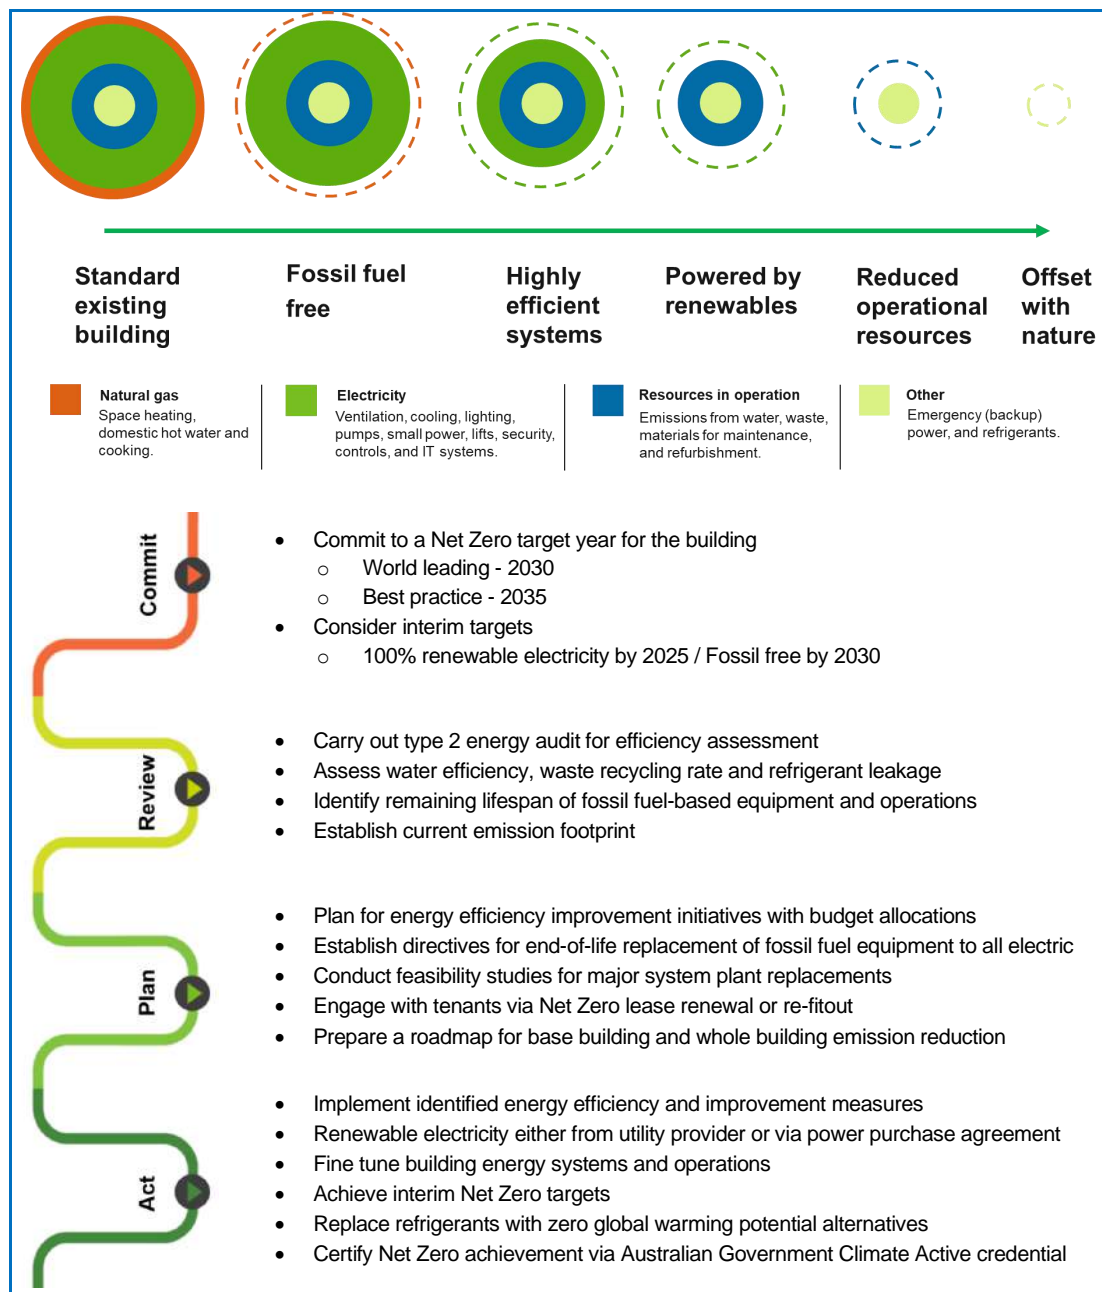 Standard
existing
building
Fossil fuel
free
Highly
efficient
systems
Powered by
renewables
Reduced
operational
resources
Offset
with
nature
Natural gas
Space heating,
domestic hot water and
cooking.
Electricity
Ventilation, cooling, lighting,
pumps, small power, lifts, security,
controls, and IT systems.
Resources in operation
Emissions from water, waste,
materials for maintenance,
and refurbishment.
Other
Emergency (backup)
power, and refrigerants.
Commit
• Commit to a Net Zero target year for the building
o World leading - 2030
o Best practice - 2035
• Consider interim targets
o 100% renewable electricity by 2025 / Fossil free by 2030
Review
• Carry out type 2 energy audit for efficiency assessment
• Assess water efficiency, waste recycling rate and refrigerant leakage
• Identify remaining lifespan of fossil fuel-based equipment and operations
• Establish current emission footprint
Plan
• Plan for energy efficiency improvement initiatives with budget allocations
• Establish directives for end-of-life replacement of fossil fuel equipment to all electric
• Conduct feasibility studies for major system plant replacements
• Engage with tenants via Net Zero lease renewal or re-fitout
• Prepare a roadmap for base building and whole building emission reduction
Act
• Implement identified energy efficiency and improvement measures
• Renewable electricity either from utility provider or via power purchase agreement
• Fine tune building energy systems and operations
• Achieve interim Net Zero targets
• Replace refrigerants with zero global warming potential alternatives
• Certify Net Zero achievement via Australian Government Climate Active credential